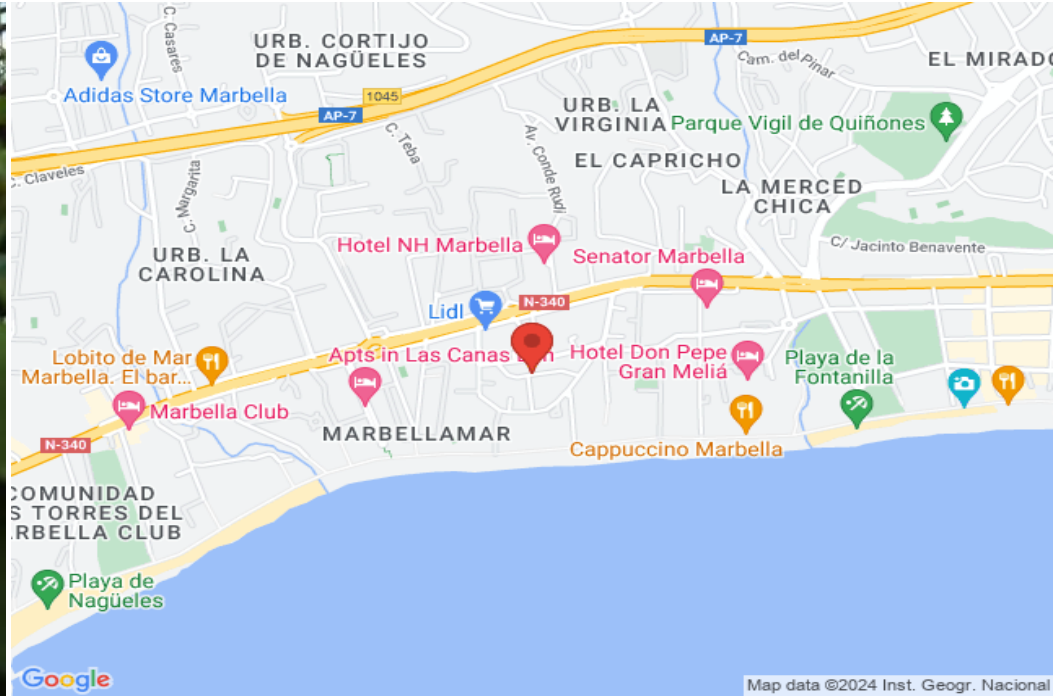 C. Casares
URB. CORTIJO
DE NAGÜELES
AP-7
Cam. del Pinar
EL MIRADO
Adidas Store Marbella
1045
AP-7
URB. LA
VIRGINIA
Parque Vigil de Quiñones
C. Teba
Av. Conde Rudi
EL CAPRICHO
C. Claveles
C. Margarita
LA MERCED
CHICA
URB. LA
CAROLINA
Hotel NH Marbella
Senator Marbella
C/ Jacinto Benavente
Lidl
N-340
Lobito de Mar
Marbella. El bar...
Apts in Las Canas
Hotel Don Pepe
Gran Meliá
Playa de la
Fontanilla
Marbella Club
N-340
MARBELLAMAR
Cappuccino Marbella
COMUNIDAD
S TORRES DEL
RBELLA CLUB
Playa de
Nagüeles
Google
Map data ©2024 Inst. Geogr. Nacional